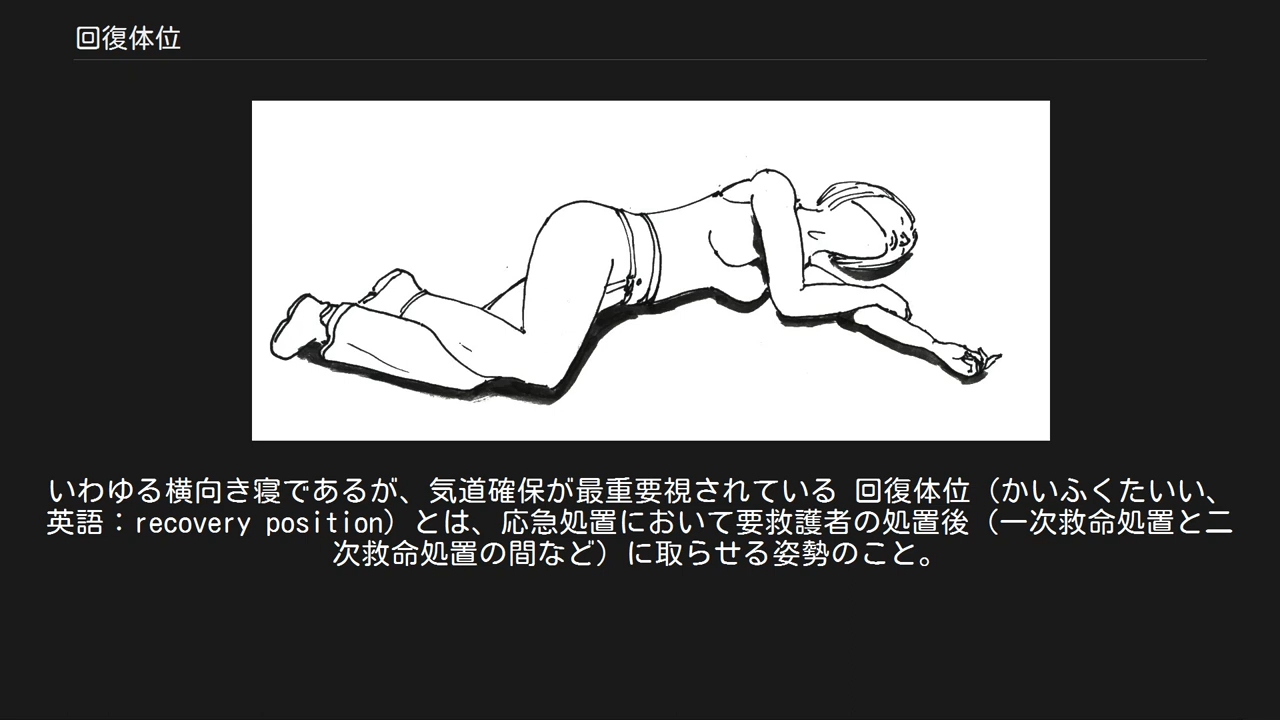 回復体位
いわゆる横向き寝であるが、気道確保が最重要視されている 回復体位（かいふくたいい、
英語：recovery position）とは、応急処置において要救護者の処置後（一次救命処置と二
次救命処置の間など）に取らせる姿勢のこと。